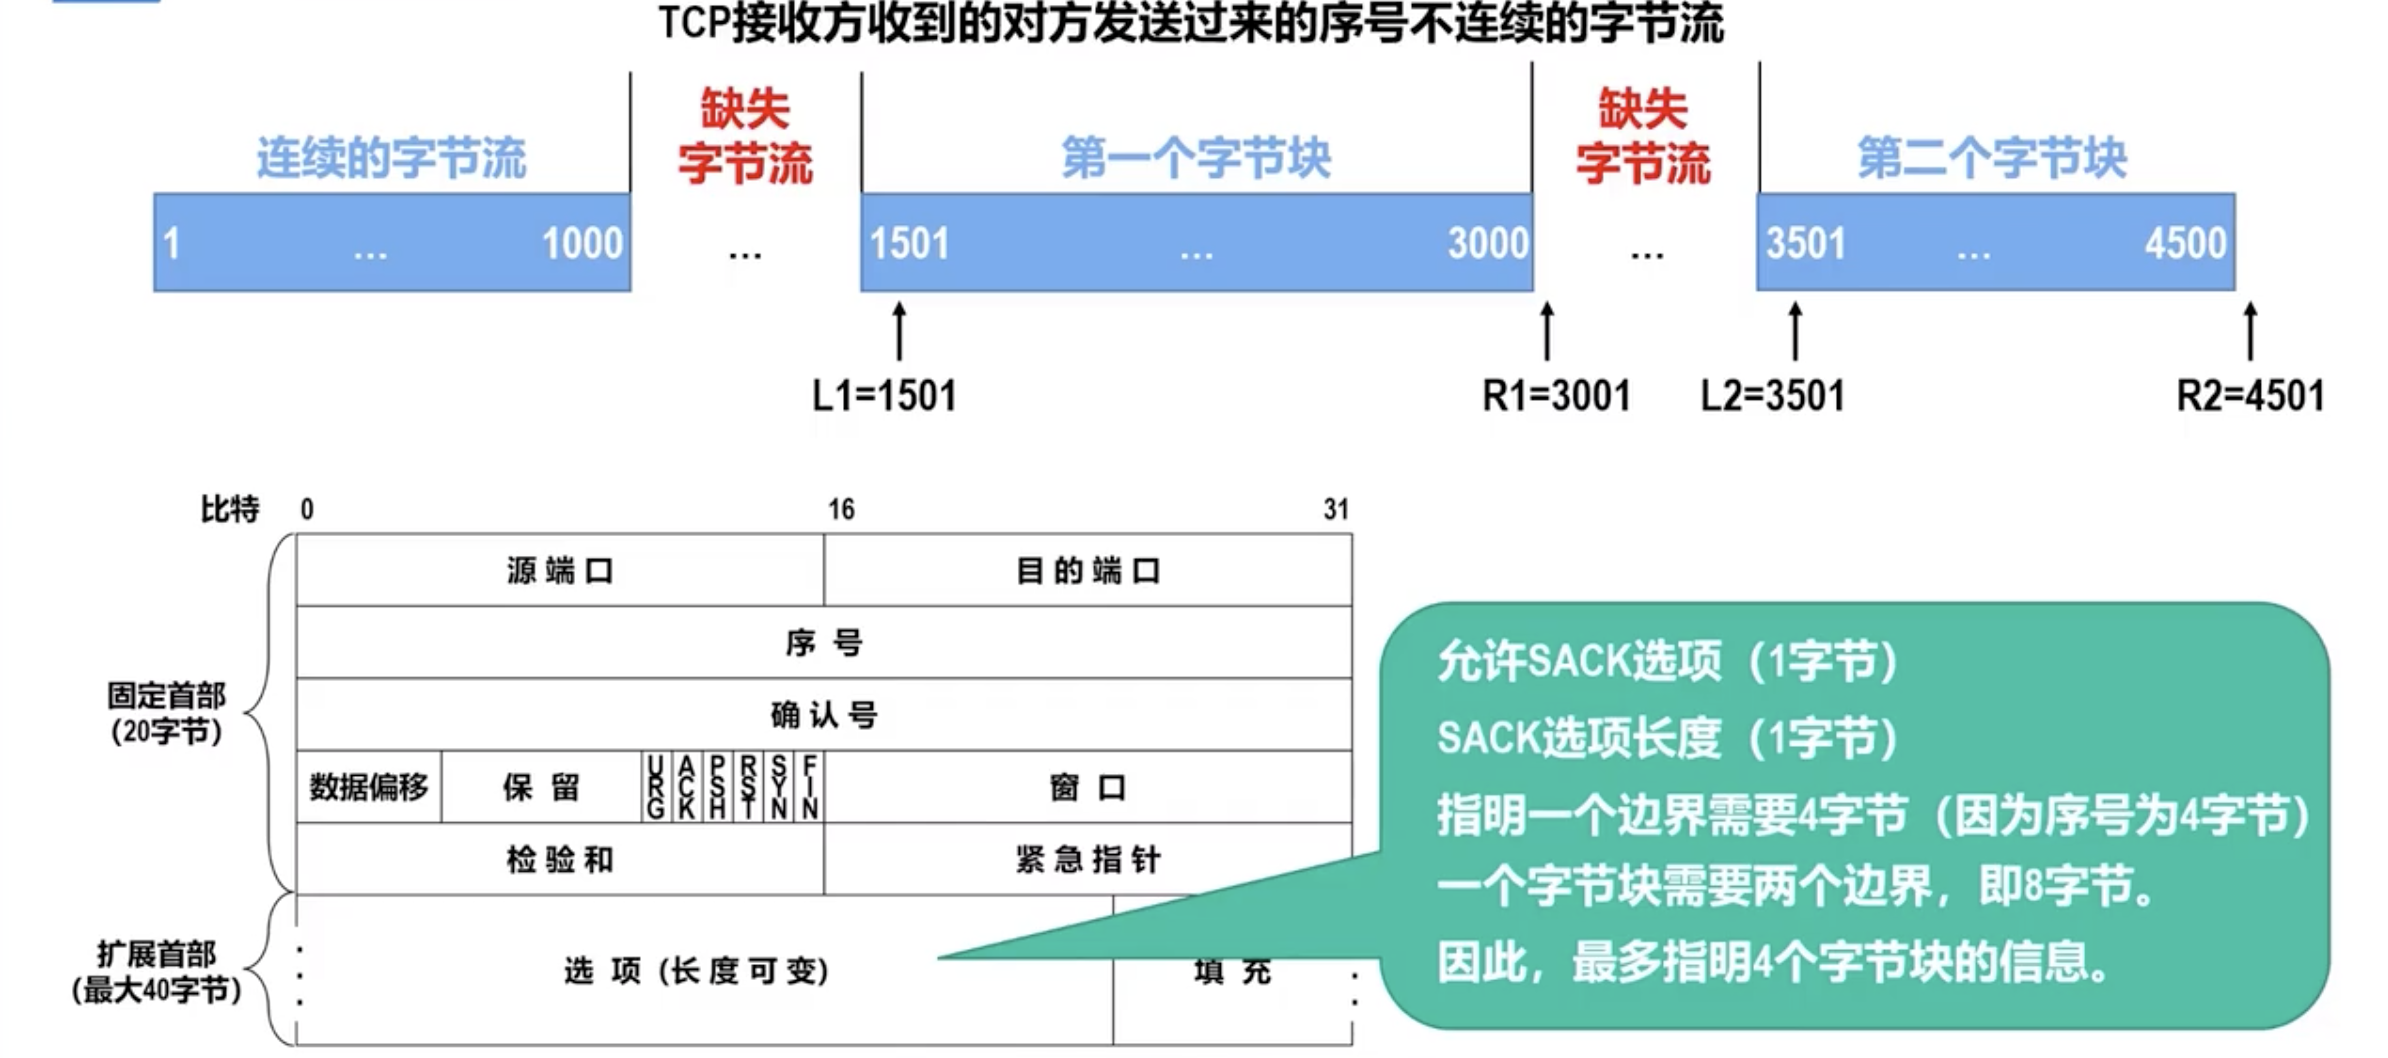 TCP接收方收到的对方发送过来的序号不连续的字节流
连续的字节流
缺失
字节流
第一个字节块
缺失
字节流
第二个字节块
1 ... 1000 ... 1501 ... 3000 ... 3501 ... 4500
L1=1501 R1=3001 L2=3501 R2=4501
比特 0 16 31
源端口 目的端口
序号
确认号
固定首部
(20字节)
数据偏移 保留 URG ACK PSH RST SYN FIN 窗口
检验和 紧急指针
扩展首部
(最大40字节)
选项 (长度可变) 填充
允许SACK选项（1字节）
SACK选项长度（1字节）
指明一个边界需要4字节（因为序号为4字节）
一个字节块需要两个边界，即8字节。
因此，最多指明4个字节块的信息。